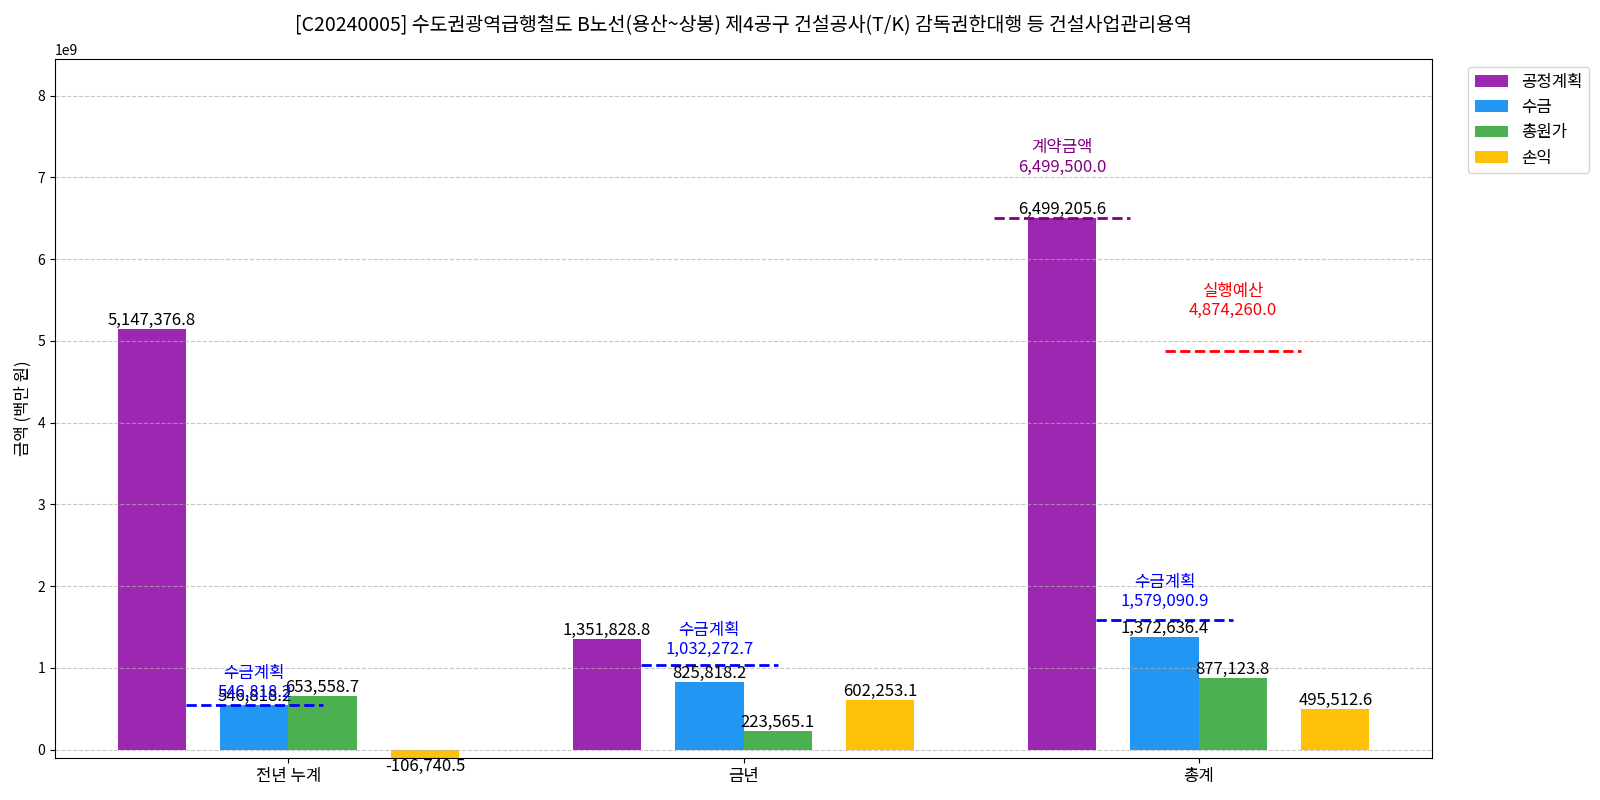 [C20240005] 수도권광역급행철도 B노선(용산~상봉) 제4공구 건설공사(T/K) 감독권한대행 등 건설사업관리용역
1e9
공정계획
수금
총원가
손익
금액 (백만 원)
8
7
6
5
4
3
2
1
0
5,147,376.8
수금계획
546,818.2
546,818.2
653,558.7
-106,740.5
1,351,828.8
수금계획
1,032,272.7
825,818.2
223,565.1
602,253.1
계약금액
6,499,500.0
6,499,205.6
실행예산
4,874,260.0
수금계획
1,579,090.9
1,372,636.4
877,123.8
495,512.6
전년 누계
금년
총계